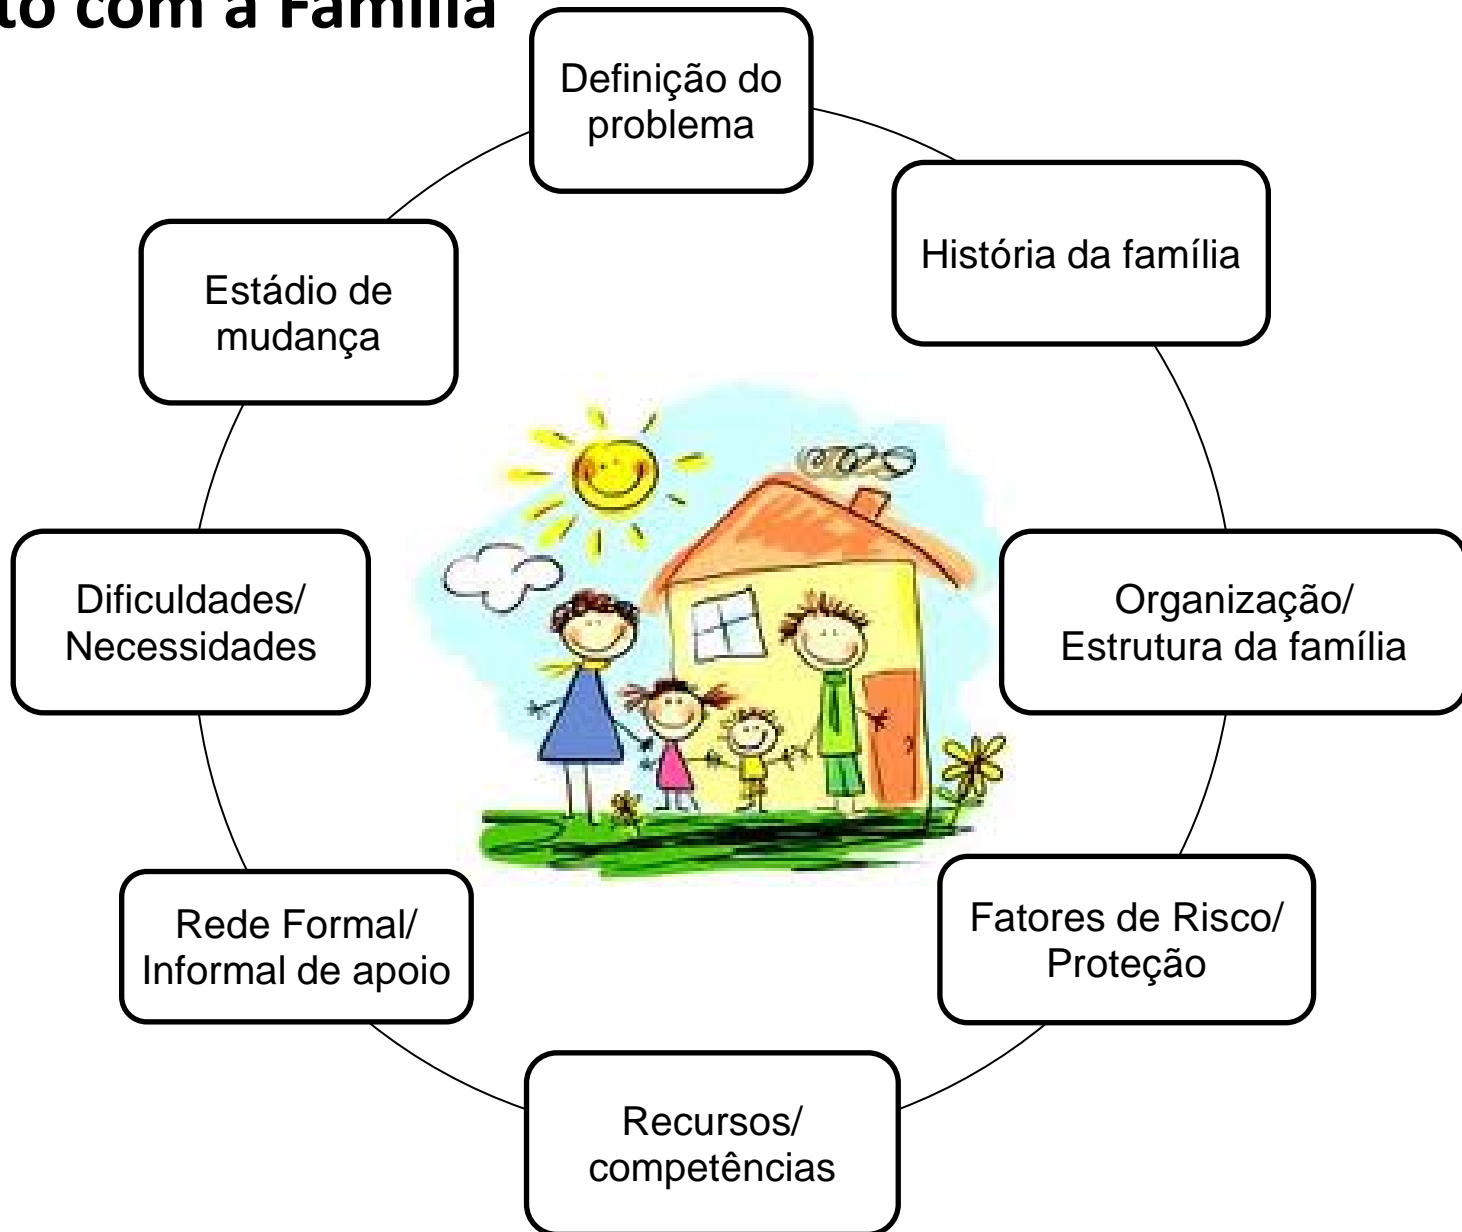 to com a Família
Definição do
problema
História da família
Organização/
Estrutura da família
Fatores de Risco/
Proteção
Recursos/
competências
Rede Formal/
Informal de apoio
Dificuldades/
Necessidades
Estádio de
mudança